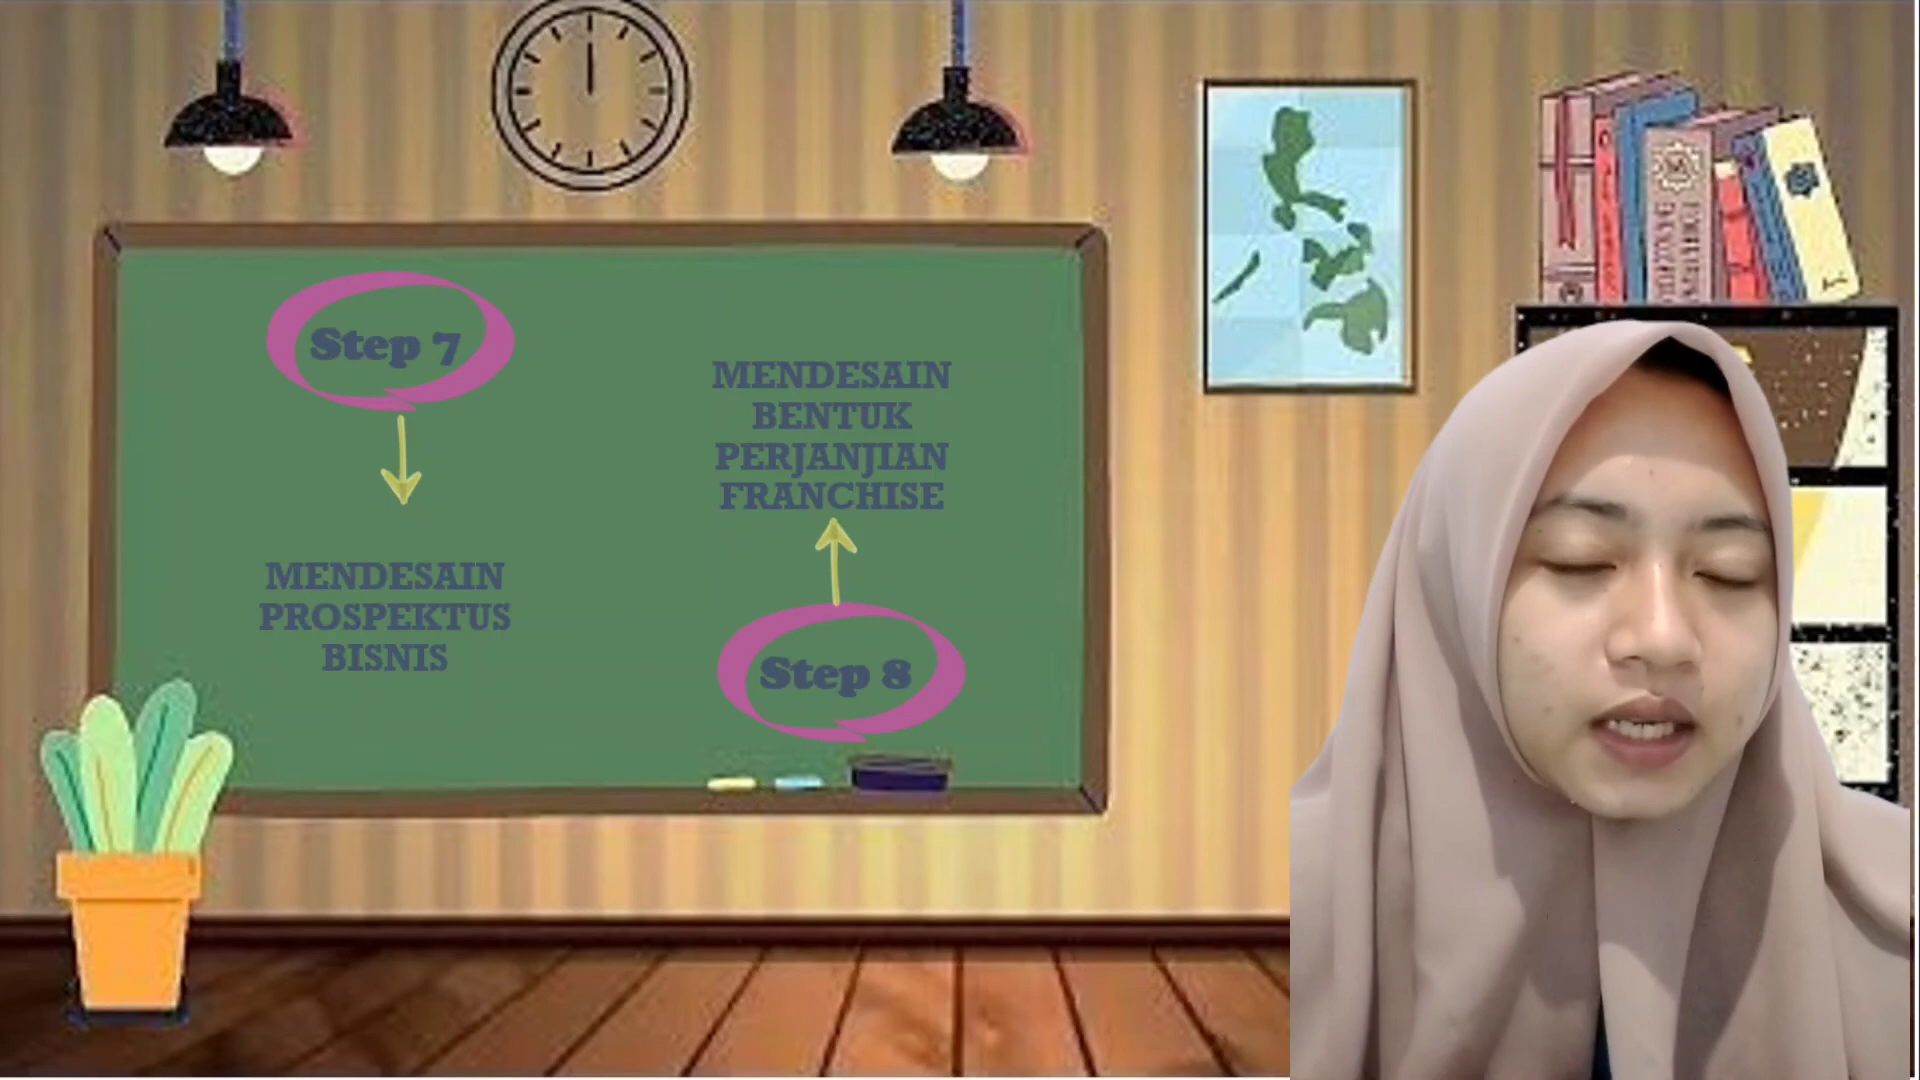 Step 7
MENDESAIN
PROSPEKTUS
BISNIS
MENDESAIN
BENTUK
PERJANJIAN
FRANCHISE
Step 8